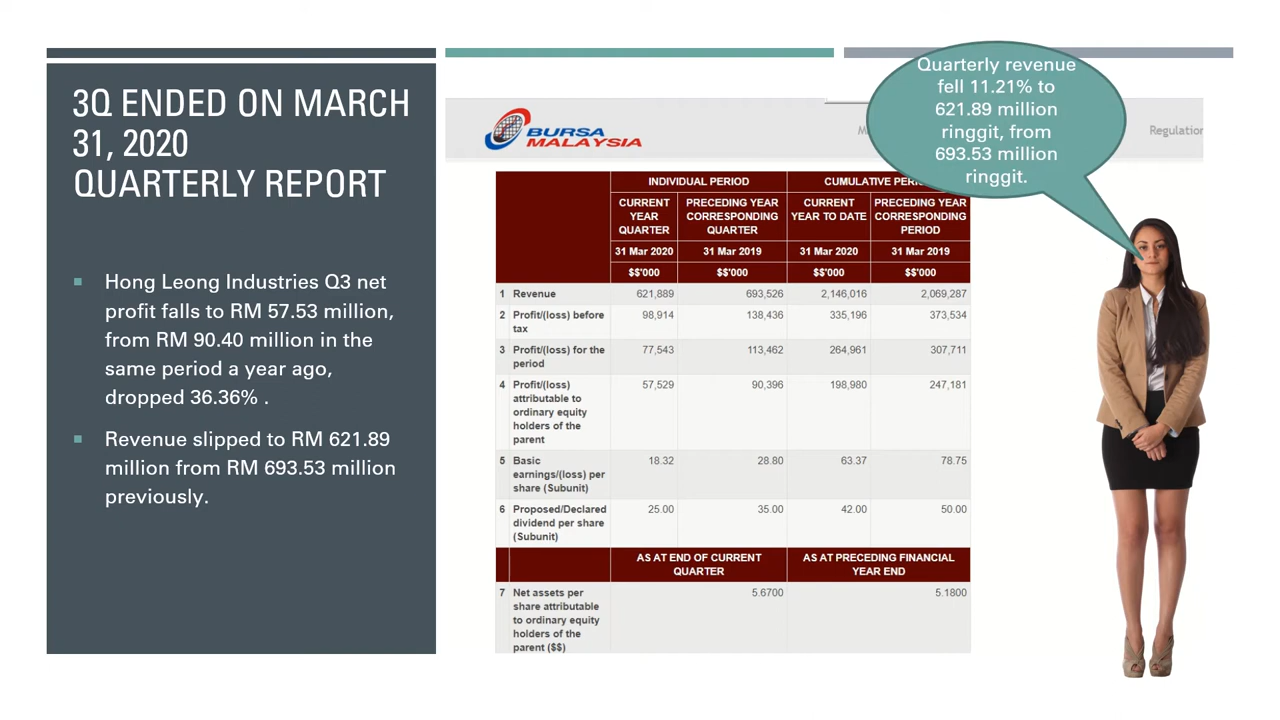 3Q ENDED ON MARCH
31, 2020
QUARTERLY REPORT
Hong Leong Industries Q3 net
profit falls to RM 57.53 million,
from RM 90.40 million in the
same period a year ago,
dropped 36.36% .
Revenue slipped to RM 621.89
million from RM 693.53 million
previously.
Quarterly revenue
fell 11.21% to
621.89 million
ringgit, from
693.53 million
ringgit.
BURSA
MALAYSIA
M
Regulation
INDIVIDUAL PERIOD
CUMULATIVE PERI
CURRENT YEAR QUARTER
PRECEDING YEAR CORRESPONDING QUARTER
CURRENT YEAR TO DATE
PRECEDING YEAR CORRESPONDING PERIOD
31 Mar 2020 31 Mar 2019 31 Mar 2020 31 Mar 2019
$$'000 $$'000 $$'000 $$'000
1 Revenue 621,889 693,526 2,146,016 2,069,287
2 Profit/(loss) before 98,914 138,436 335,196 373,534
tax
3 Profit/(loss) for the 77,543 113,462 264,961 307,711
period
4 Profit/(loss) 57,529 90,396 198,980 247,181
attributable to
ordinary equity
holders of the
parent
5 Basic 18.32 28.80 63.37 78.75
earnings/(loss) per
share (Subunit)
6 Proposed/Declared 25.00 35.00 42.00 50.00
dividend per share
(Subunit)
AS AT END OF CURRENT
QUARTER
AS AT PRECEDING FINANCIAL
YEAR END
7 Net assets per 5.6700 5.1800
share attributable
to ordinary equity
holders of the
parent ($$)